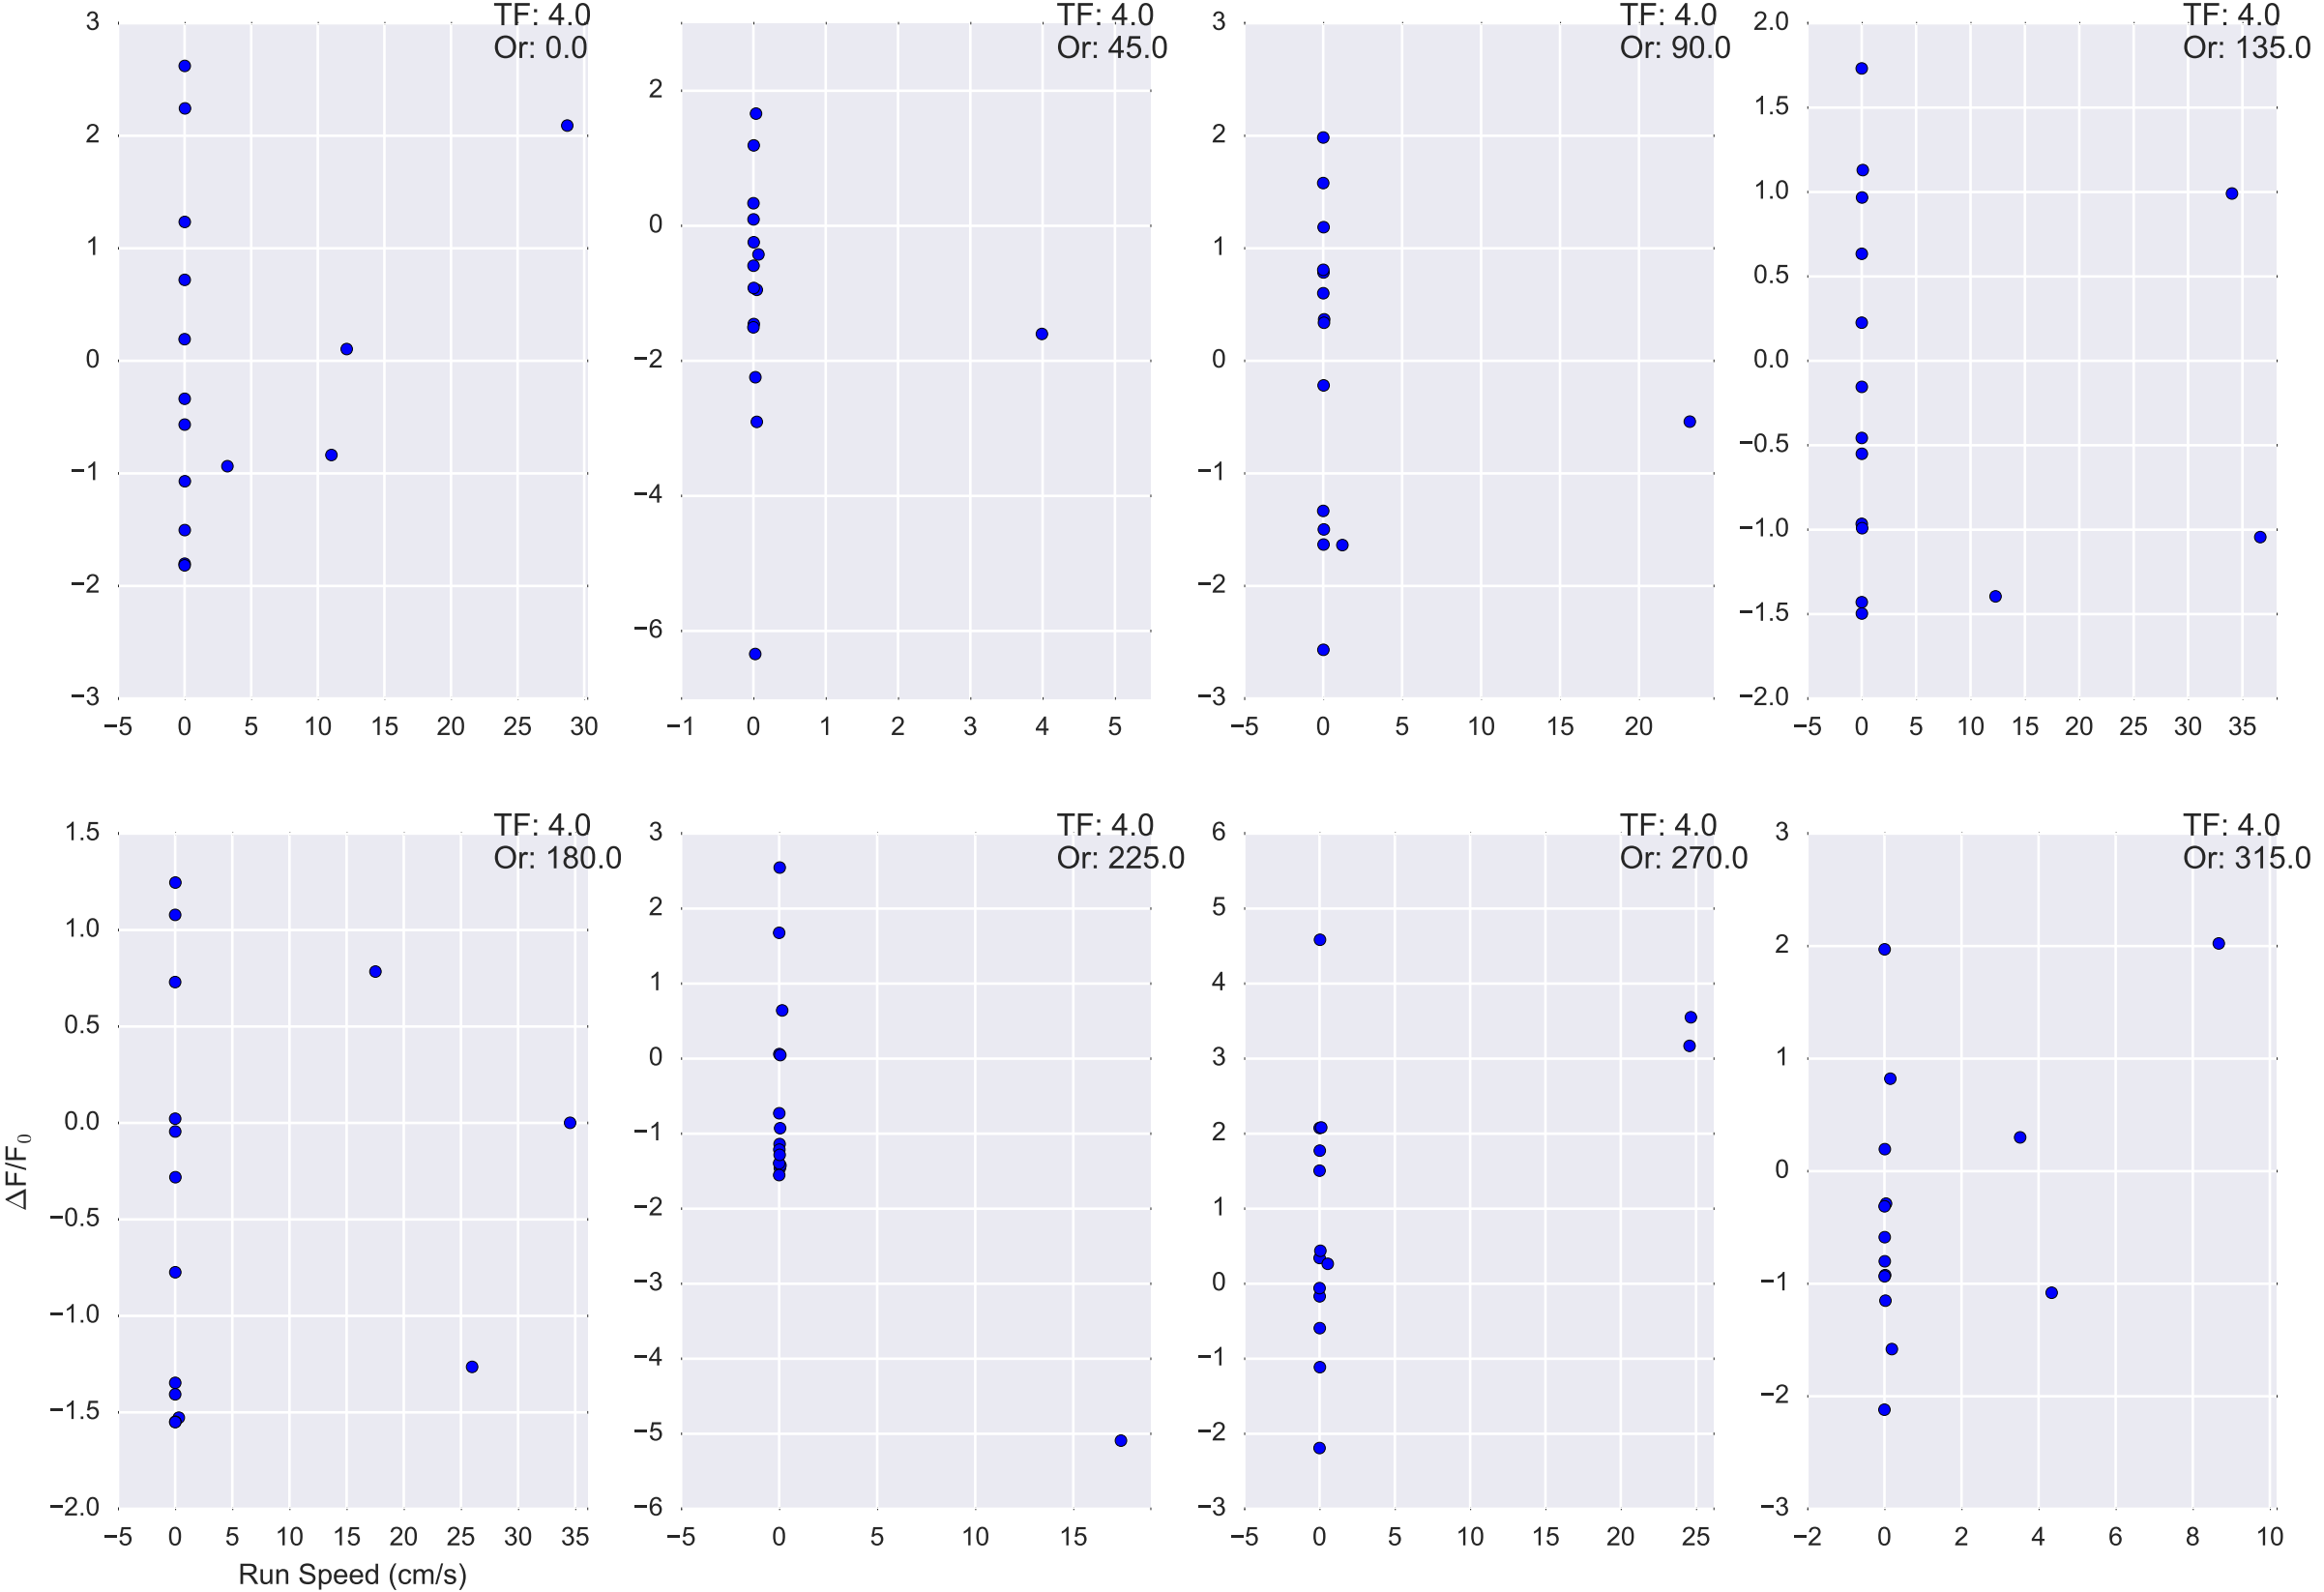 TF: 4.0
Or: 0.0
3
2
1
0
−1
−2
−3
−5 0 5 10 15 20 25 30
TF: 4.0
Or: 45.0
2
0
−2
−4
−6
−1 0 1 2 3 4 5
TF: 4.0
Or: 90.0
3
2
1
0
−1
−2
−3
−5 0 5 10 15 20
TF: 4.0
Or: 135.0
2.0
1.5
1.0
0.5
0.0
−0.5
−1.0
−1.5
−2.0
−5 0 5 10 15 20 25 30 35
TF: 4.0
Or: 180.0
1.5
1.0
0.5
0.0
−0.5
−1.0
−1.5
−2.0
−5 0 5 10 15 20 25 30 35
ΔF/F0
Run Speed (cm/s)
TF: 4.0
Or: 225.0
3
2
1
0
−1
−2
−3
−4
−5
−6
−5 0 5 10 15
TF: 4.0
Or: 270.0
6
5
4
3
2
1
0
−1
−2
−3
−5 0 5 10 15 20 25
TF: 4.0
Or: 315.0
3
2
1
0
−1
−2
−3
−2 0 2 4 6 8 10